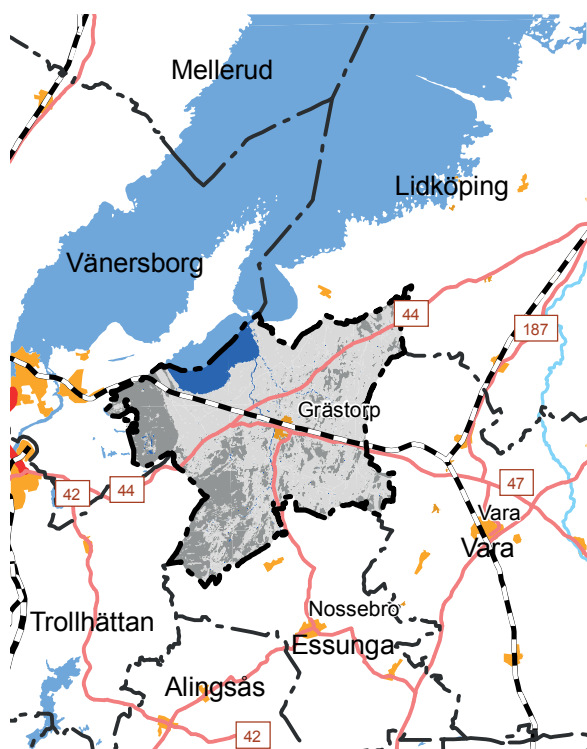 Mellerud
Lidköping
Vänersborg
44
187
Grästorp
42
44
47
Vara
Vara
Nossebro
Trollhättan
Essunga
Alingsås
42